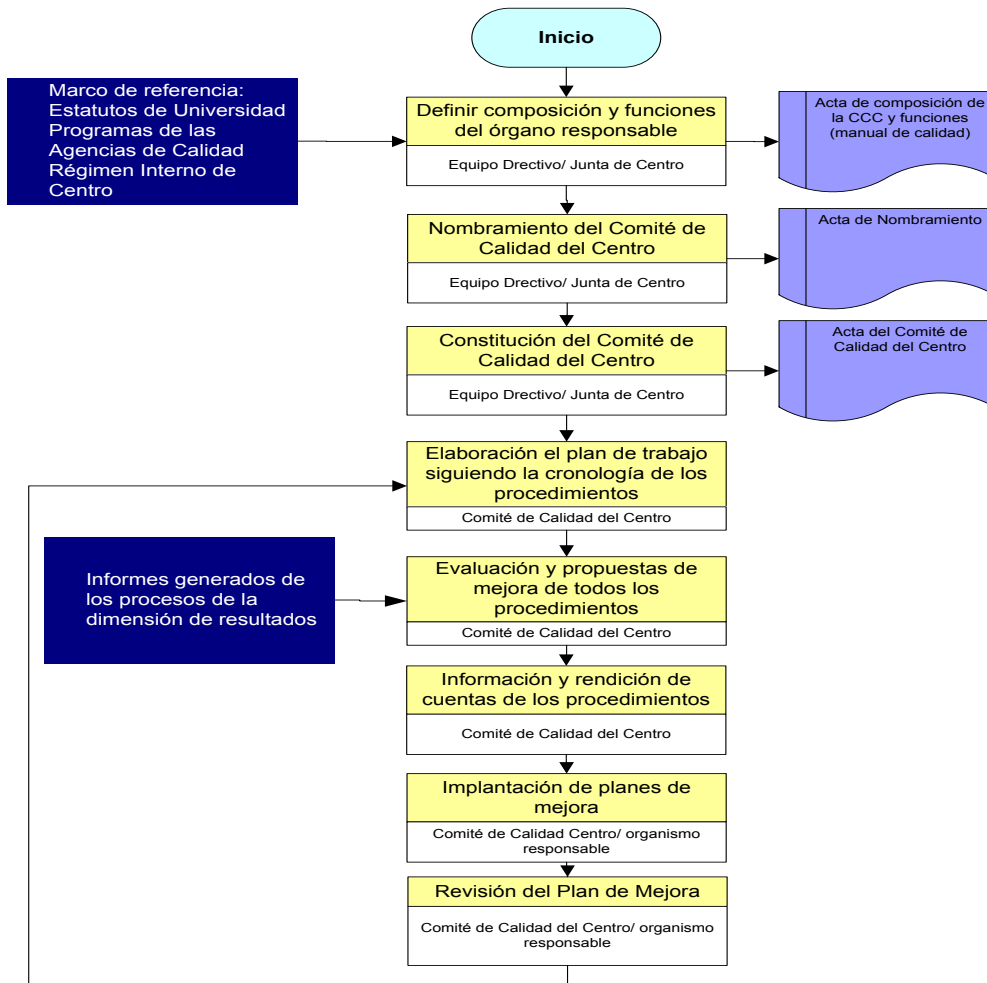 Inicio
Marco de referencia:
Estatutos de Universidad
Programas de las
Agencias de Calidad
Régimen Interno de
Centro
Definir composición y funciones
del órgano responsable
Equipo Drectivo/ Junta de Centro
Acta de composición de
la CCC y funciones
(manual de calidad)
Nombramiento del Comité de
Calidad del Centro
Equipo Drectivo/ Junta de Centro
Acta de Nombramiento
Constitución del Comité de
Calidad del Centro
Equipo Drectivo/ Junta de Centro
Acta del Comité de
Calidad del Centro
Elaboración el plan de trabajo
siguiendo la cronología de los
procedimientos
Comité de Calidad del Centro
Informes generados de
los procesos de la
dimensión de resultados
Evaluación y propuestas de
mejora de todos los
procedimientos
Comité de Calidad del Centro
Información y rendición de
cuentas de los procedimientos
Comité de Calidad del Centro
Implantación de planes de
mejora
Comité de Calidad Centro/ organismo
responsable
Revisión del Plan de Mejora
Comité de Calidad del Centro/ organismo
responsable